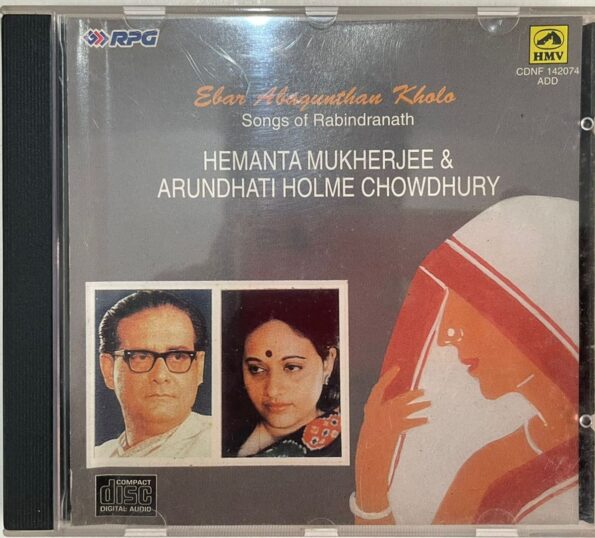 RPG
HMV
CDNF 142074
ADD
Ebar Abagunthan Kholo
Songs of Rabindranath
HEMANTA MUKHERJEE &
ARUNDHATI HOLME CHOWDHURY
COMPACT
disc
DIGITAL AUDIO